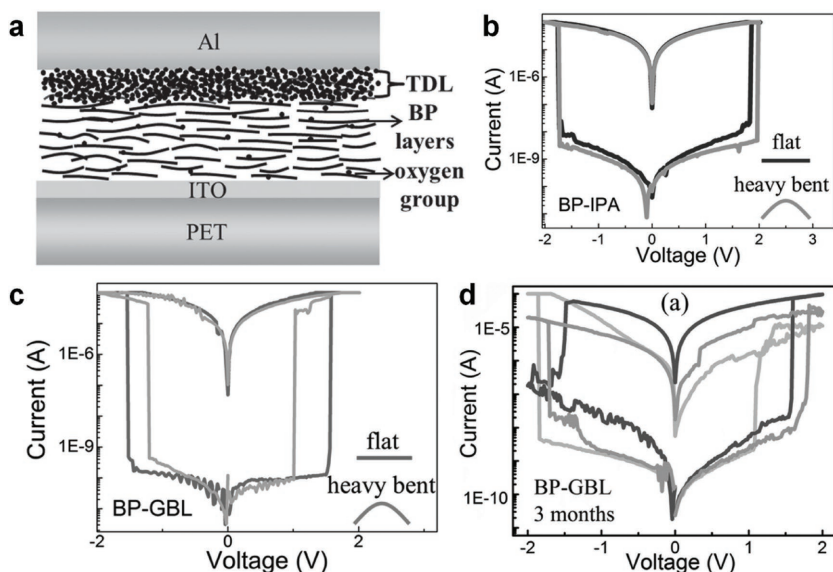 a
Al
TDL
BP
layers
oxygen
group
ITO
PET
b
Current (A)
1E-6
1E-9
flat
heavy bent
BP-IPA
-2 -1 0 1 2 3
Voltage (V)
c
Current (A)
1E-6
1E-9
flat
heavy bent
BP-GBL
-2 0 2
Voltage (V)
d
(a)
Current (A)
1E-5
1E-10
BP-GBL
3 months
-2 -1 0 1 2
Voltage (V)